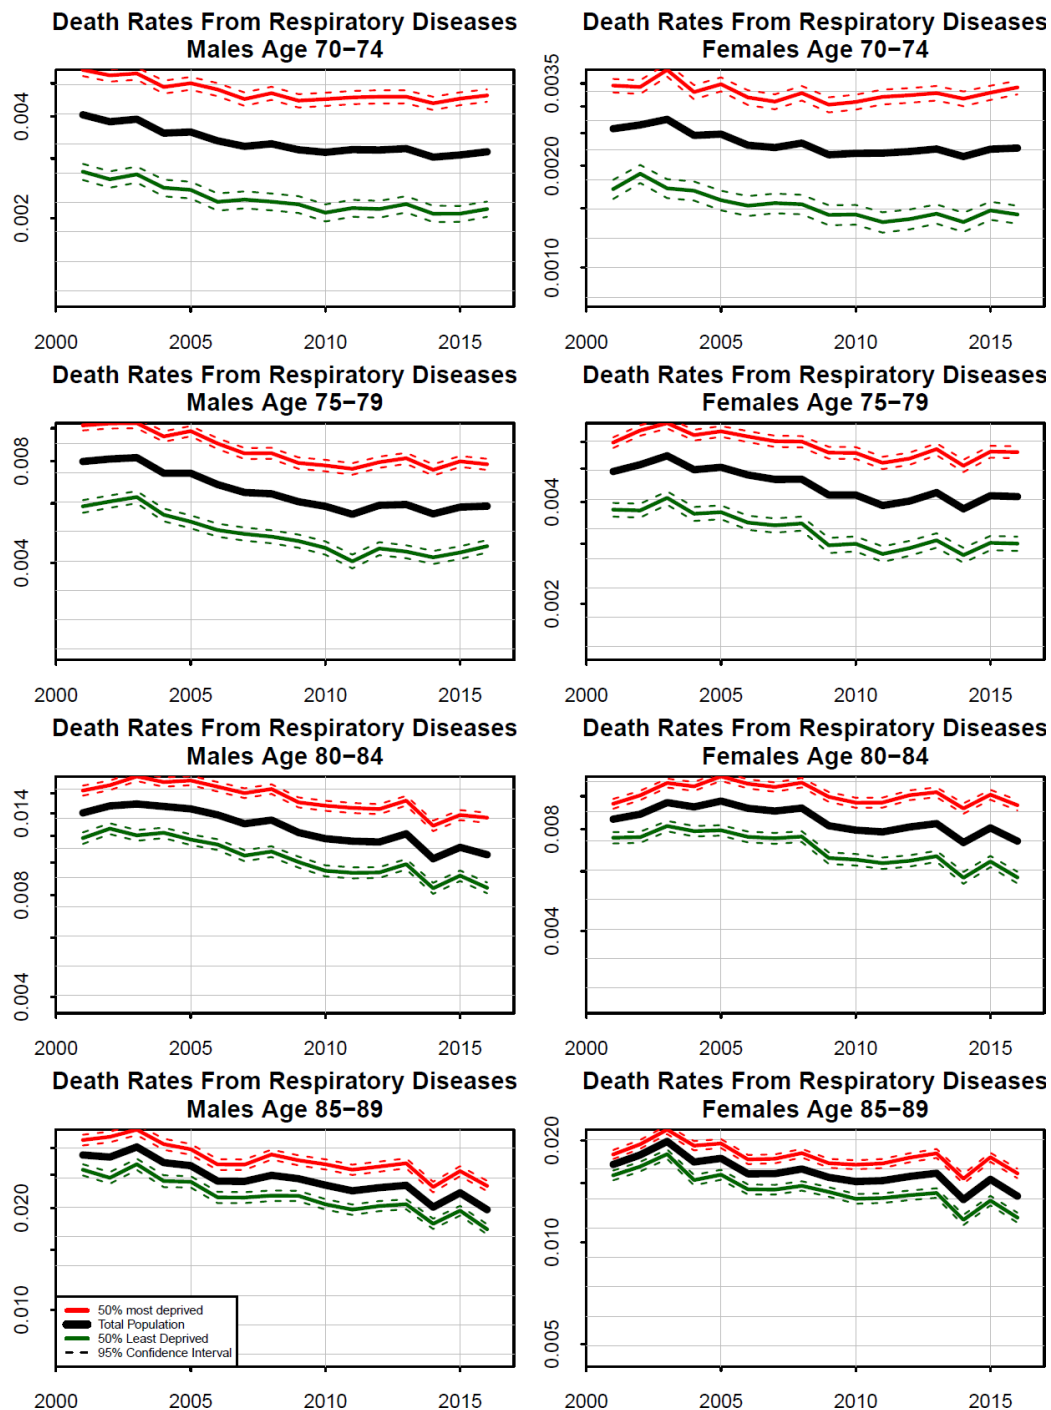 Death Rates From Respiratory Diseases
Males Age 70−74
0.004
0.002
2000 2005 2010 2015
Death Rates From Respiratory Diseases
Females Age 70−74
0.0035
0.0020
0.0010
2000 2005 2010 2015
Death Rates From Respiratory Diseases
Males Age 75−79
0.008
0.004
2000 2005 2010 2015
Death Rates From Respiratory Diseases
Females Age 75−79
0.004
0.002
2000 2005 2010 2015
Death Rates From Respiratory Diseases
Males Age 80−84
0.014
0.008
0.004
2000 2005 2010 2015
Death Rates From Respiratory Diseases
Females Age 80−84
0.008
0.004
2000 2005 2010 2015
Death Rates From Respiratory Diseases
Males Age 85−89
0.020
0.010
50% most deprived
Total Population
50% Least Deprived
95% Confidence Interval
2000 2005 2010 2015
Death Rates From Respiratory Diseases
Females Age 85−89
0.020
0.010
0.005
2000 2005 2010 2015